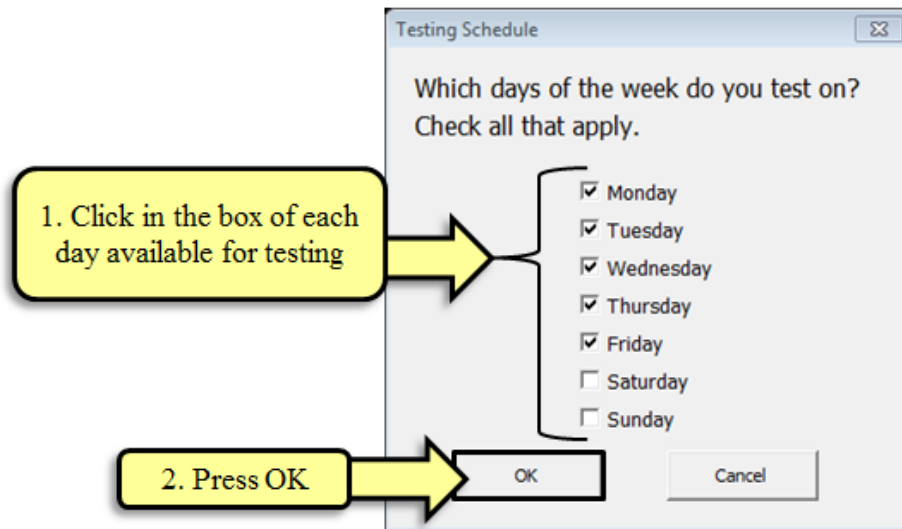 Testing Schedule
Which days of the week do you test on?
Check all that apply.
1. Click in the box of each
day available for testing
Monday
Tuesday
Wednesday
Thursday
Friday
Saturday
Sunday
2. Press OK
OK
Cancel